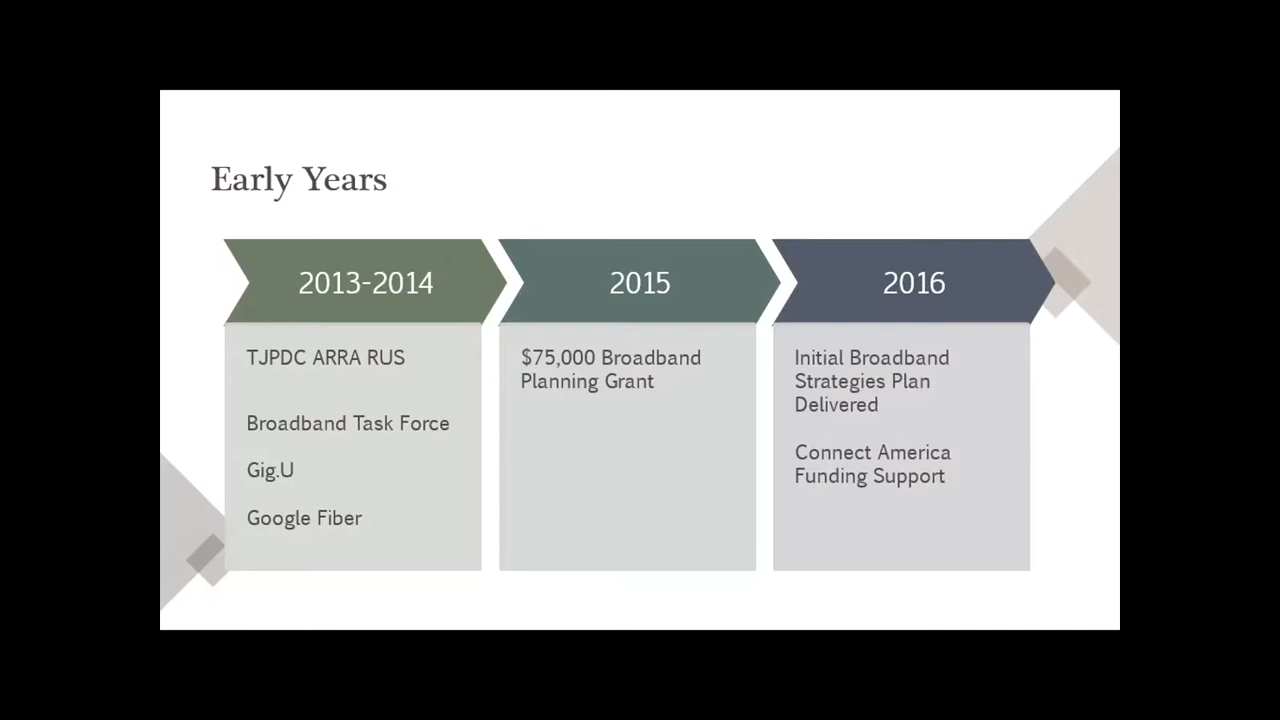 Early Years
2013-2014
TJPDC ARRA RUS
Broadband Task Force
Gig.U
Google Fiber
2015
$75,000 Broadband
Planning Grant
2016
Initial Broadband
Strategies Plan
Delivered
Connect America
Funding Support